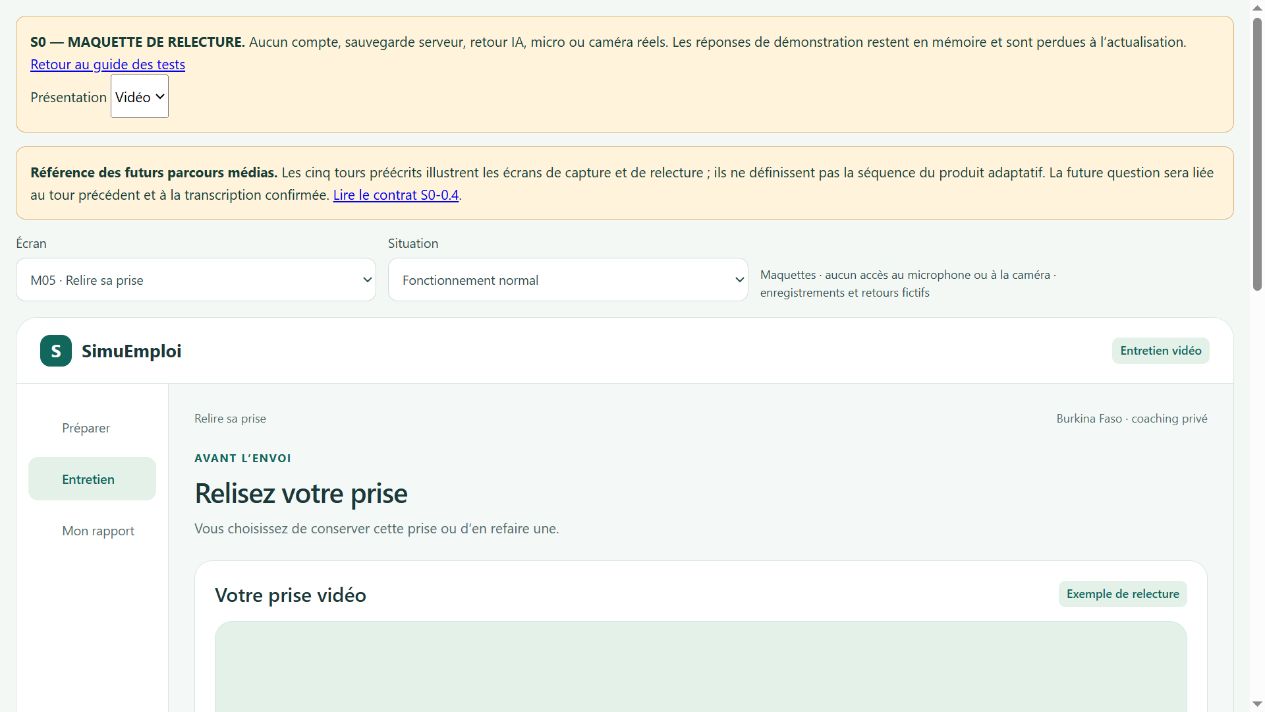 S0 — MAQUETTE DE RELECTURE. Aucun compte, sauvegarde serveur, retour IA, micro ou caméra réels. Les réponses de démonstration restent en mémoire et sont perdues à l’actualisation.
Retour au guide des tests
Présentation Vidéo
Référence des futurs parcours médias. Les cinq tours préécrits illustrent les écrans de capture et de relecture ; ils ne définissent pas la séquence du produit adaptatif. La future question sera liée
au tour précédent et à la transcription confirmée. Lire le contrat S0-0.4.
Écran
M05 · Relire sa prise
Situation
Fonctionnement normal
Maquettes · aucun accès au microphone ou à la caméra ·
enregistrements et retours fictifs
S SimuEmploi
Entretien vidéo
Préparer
Entretien
Mon rapport
Relire sa prise
Burkina Faso · coaching privé
AVANT L’ENVOI
Relisez votre prise
Vous choisissez de conserver cette prise ou d’en refaire une.
Votre prise vidéo
Exemple de relecture